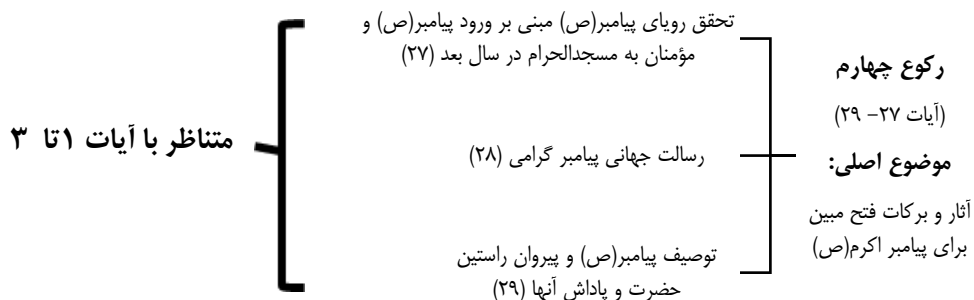 رکوع چهارم
(آیات ۲۷– ۲۹)
موضوع اصلی:
آثار و برکات فتح مبین
برای پیامبر اکرم(ص)
تحقق رویای پیامبر(ص) مبنی بر ورود پیامبر(ص) و
مؤمنان به مسجدالحرام در سال بعد (۲۷)
رسالت جهانی پیامبر گرامی (۲۸)
توصیف پیامبر(ص) و پیروان راستین
حضرت و پاداش آنها (۲۹)
متناظر با آیات ۱تا ۳